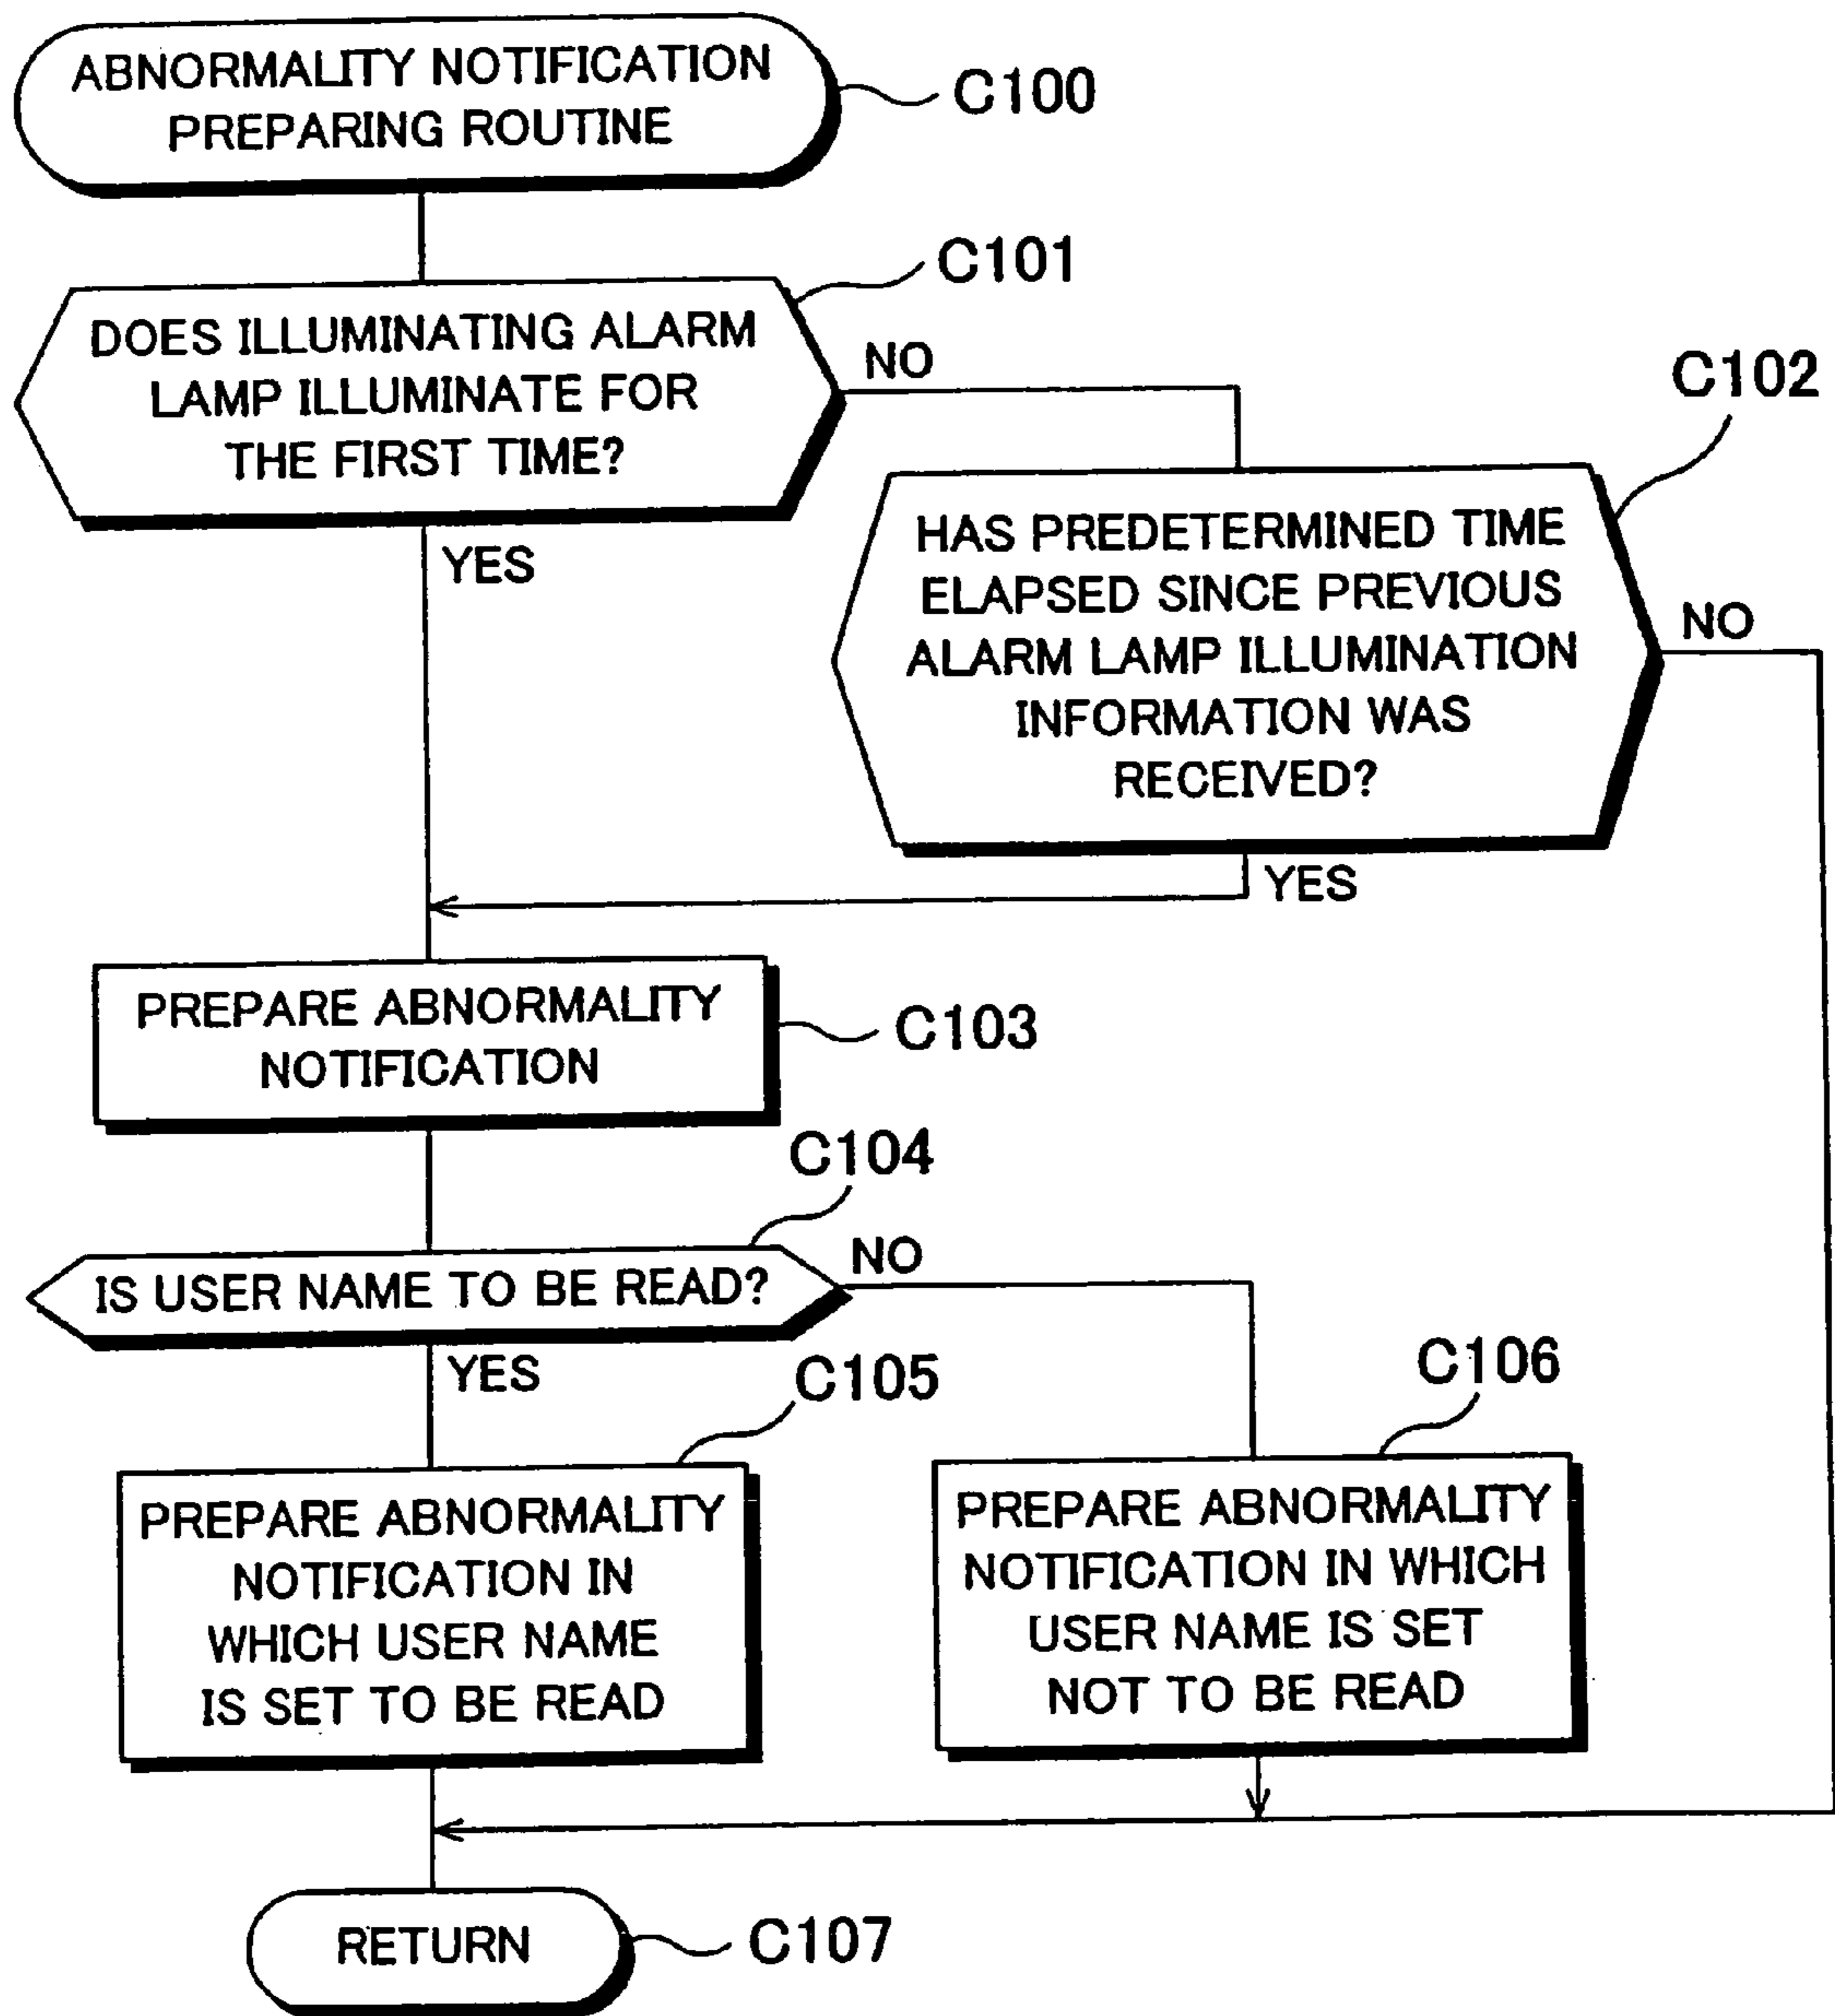 ABNORMALITY NOTIFICATION
PREPARING ROUTINE
C100
C101
DOES ILLUMINATING ALARM
LAMP ILLUMINATE FOR
THE FIRST TIME?
NO
YES
C102
HAS PREDETERMINED TIME
ELAPSED SINCE PREVIOUS
ALARM LAMP ILLUMINATION
INFORMATION WAS
RECEIVED?
NO
YES
PREPARE ABNORMALITY
NOTIFICATION
C103
C104
IS USER NAME TO BE READ?
NO
YES
C105
PREPARE ABNORMALITY
NOTIFICATION IN
WHICH USER NAME
IS SET TO BE READ
C106
PREPARE ABNORMALITY
NOTIFICATION IN WHICH
USER NAME IS SET
NOT TO BE READ
RETURN
C107